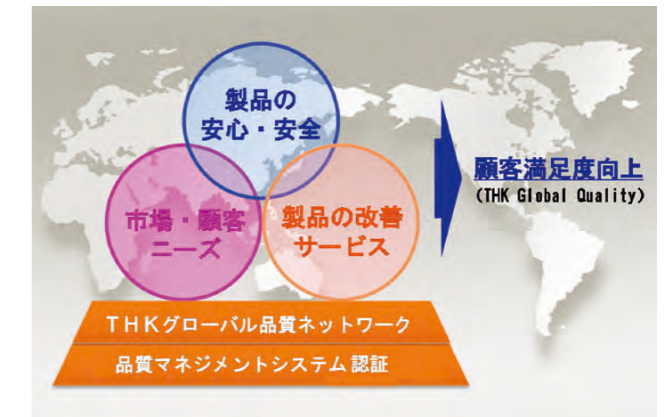 製品の
安心・安全
市場・顧客
ニーズ
製品の改善
サービス
顧客満足度向上
(THK Global Quality)
THKグローバル品質ネットワーク
品質マネジメントシステム認証